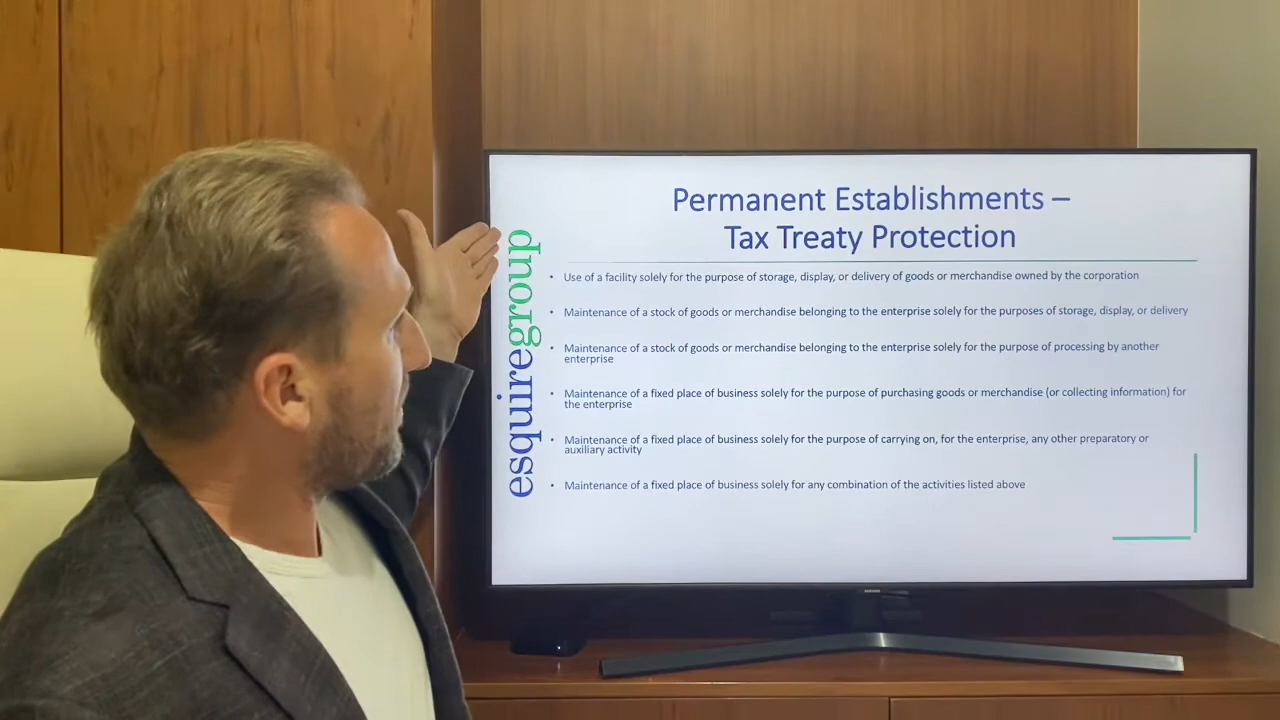 Permanent Establishments –
Tax Treaty Protection
esquiregroup
• Use of a facility solely for the purpose of storage, display, or delivery of goods or merchandise owned by the corporation
• Maintenance of a stock of goods or merchandise belonging to the enterprise solely for the purposes of storage, display, or delivery
• Maintenance of a stock of goods or merchandise belonging to the enterprise solely for the purpose of processing by another
enterprise
• Maintenance of a fixed place of business solely for the purpose of purchasing goods or merchandise (or collecting information) for
the enterprise
• Maintenance of a fixed place of business solely for the purpose of carrying on, for the enterprise, any other preparatory or
auxiliary activity
• Maintenance of a fixed place of business solely for any combination of the activities listed above
SAMSUNG